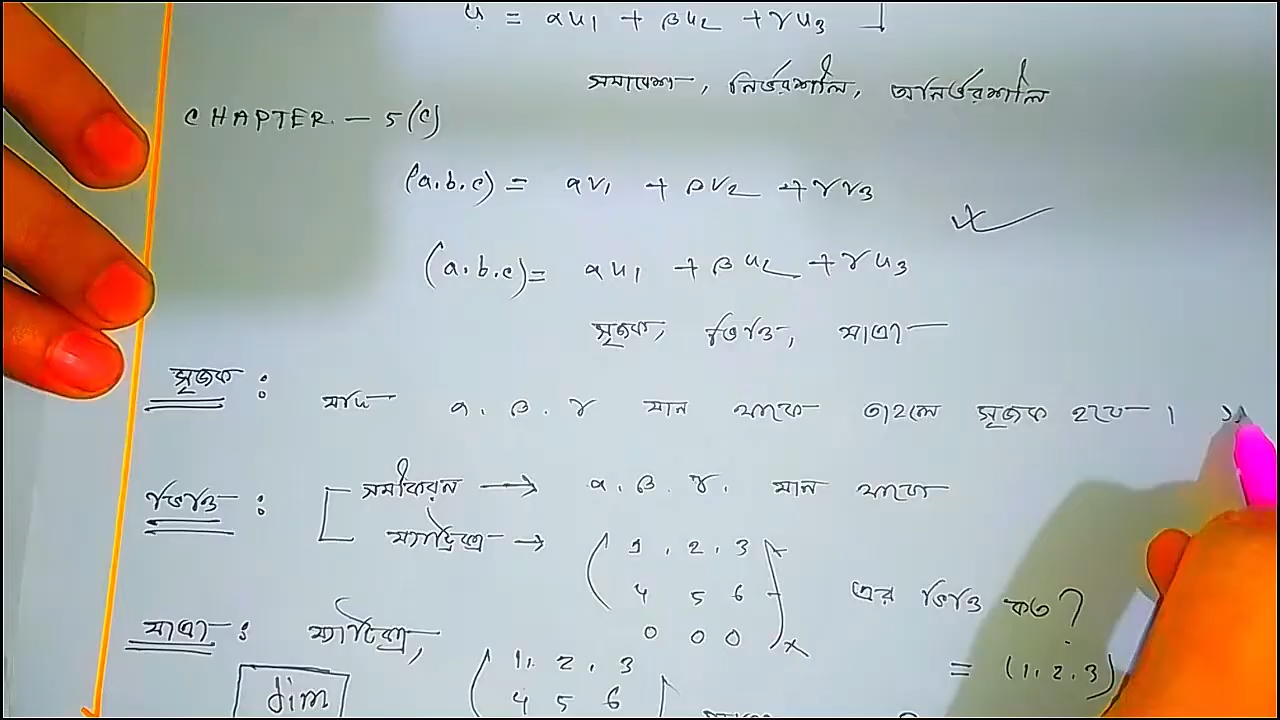 u = αu₁ + βu₂ + γu₃
সমাবেশ, নির্ভরশীল, অনির্ভরশীল
CHAPTER - 5(C)
(a.b.c) = αv₁ + βv₂ + γv₃
(a.b.c) = αu₁ + βu₂ + γu₃
সৃজক, ভিত্তি, মাত্রা
সৃজক : যদি α . β . γ মান থাকে তাহলে সৃজক হবে ।
ভিত্তি : সমীকরন → α . β . γ . মান থাকে
ম্যাট্রিক্স →
1 , 2 , 3
4 5 6
0 0 0
এর ভিত্তি কত ?
= (1, 2, 3)
মাত্রা : ম্যাট্রিক্স,
1, 2, 3
4 5 6
dim